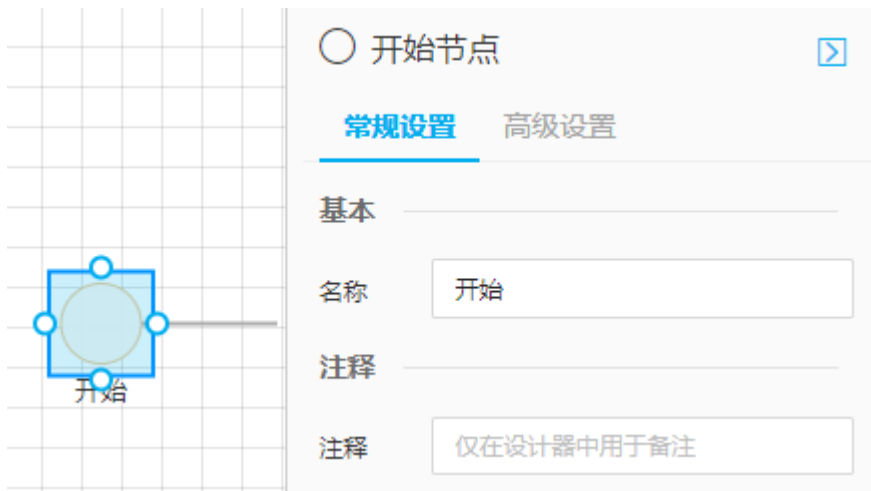 开始节点
常规设置 高级设置
基本
名称 开始
注释
注释 仅在设计器中用于备注
开始